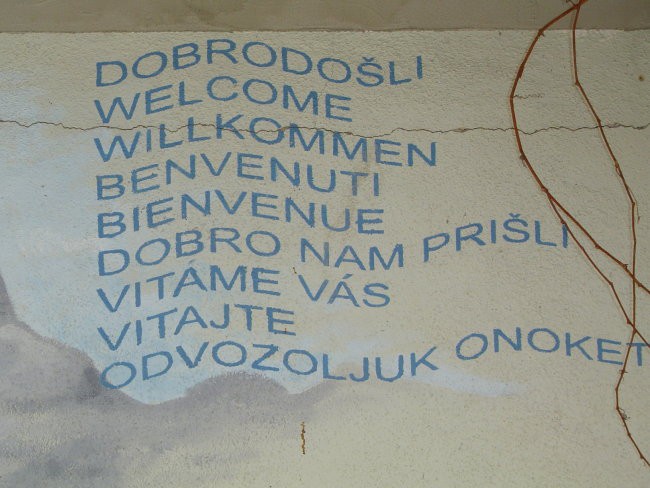 DOBRODOŠLI
WELCOME
WILLKOMMEN
BENVENUTI
BIENVENUE
DOBRO NAM PRIŠLI
VITÁME VÁS
VITAJTE
ODVOZOLJUK ONOKET